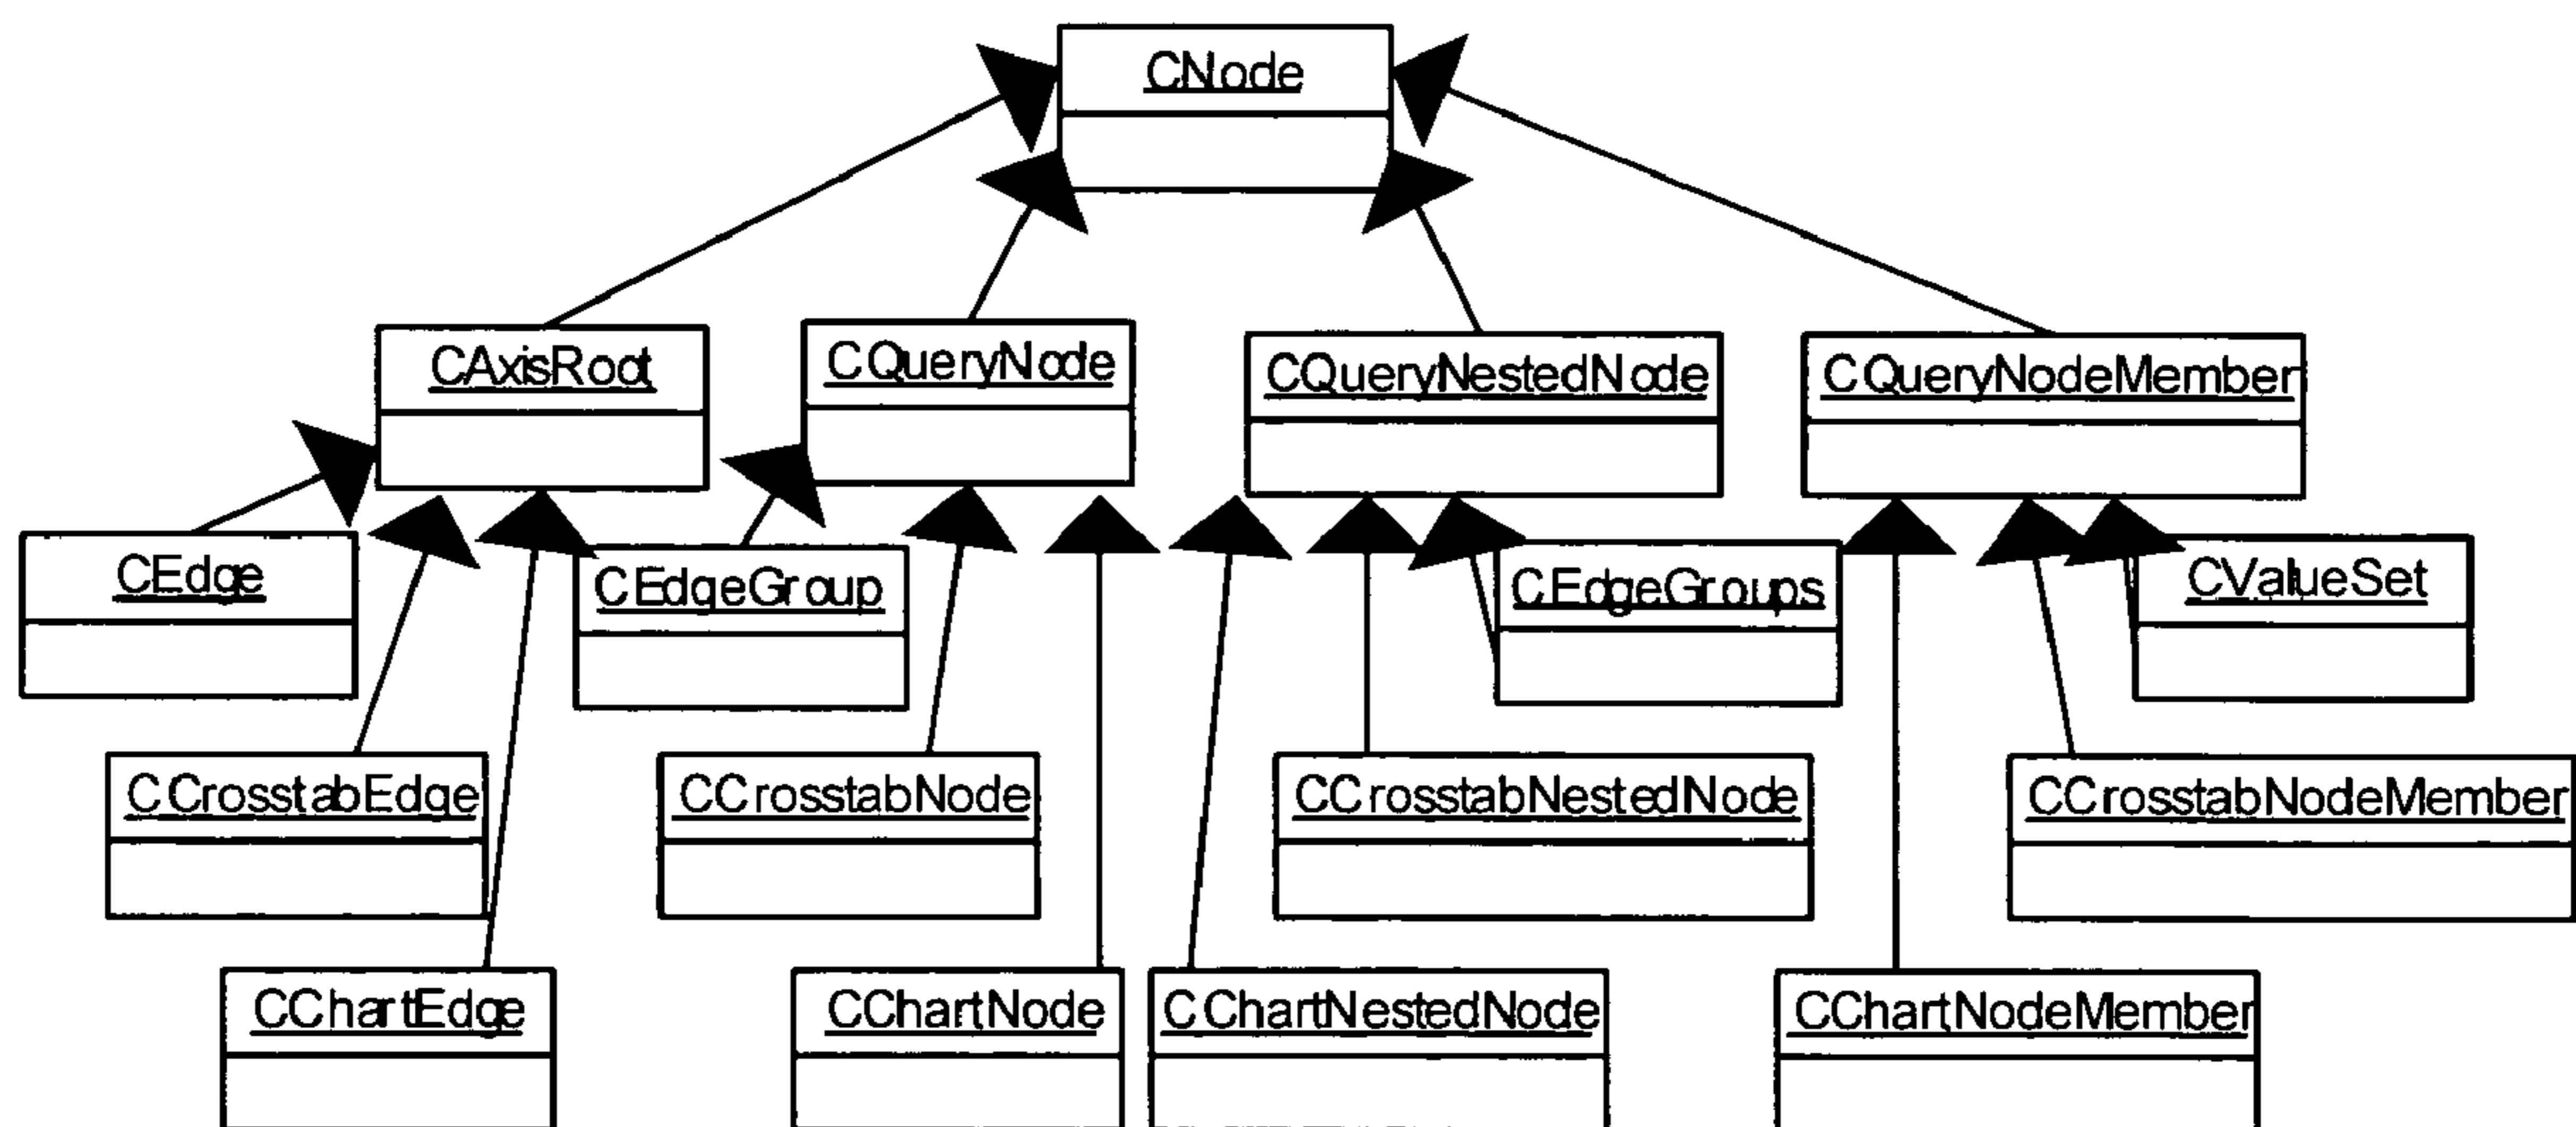 CNode
CAxisRoot
CQueryNode
CQueryNestedNode
CQueryNodeMember
CEdge
CEdgeGroup
CEdgeGroups
CValueSet
CCrosstabEdge
CCrosstabNode
CCrosstabNestedNode
CCrosstabNodeMember
CChartEdge
CChartNode
CChartNestedNode
CChartNodeMember